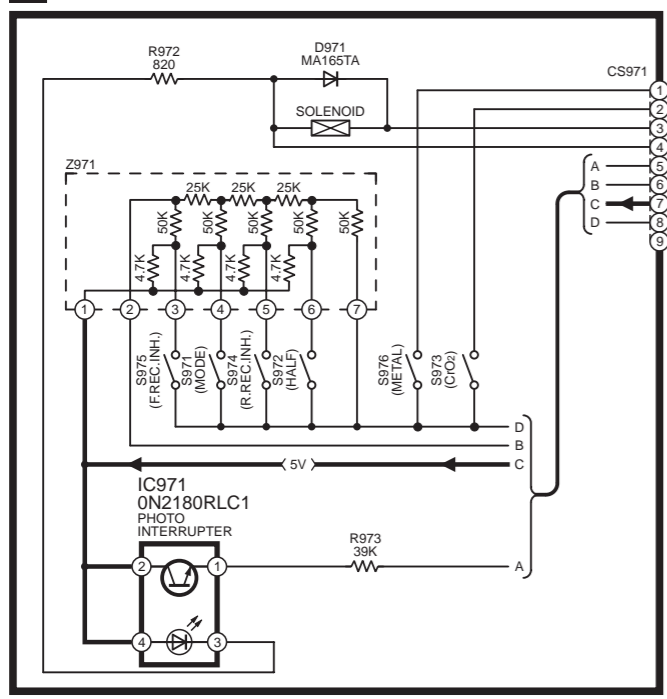 R972
820
D971
MA165TA
CS971
SOLENOID
1
2
3
4
5
6
7
8
9
A
B
C
D
Z971
25K 25K 25K
50K 50K 50K 50K 50K
4.7K 4.7K 4.7K 4.7K
1 2 3 4 5 6 7
S975
(F.REC.INH.)
S971
(MODE)
S974
(R.REC.INH.)
S972
(HALF)
S976
(METAL)
S973
(CrO2)
D
B
5V C
IC971
0N2180RLC1
PHOTO
INTERRUPTER
R973
39K
2 1 A
4 3